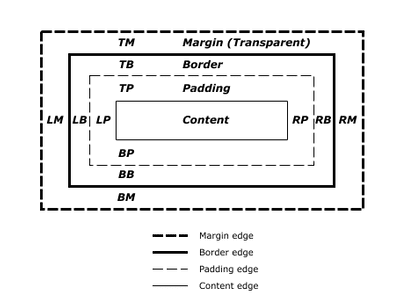 TM Margin (Transparent)
TB Border
TP Padding
LM LB LP Content RP RB RM
BP
BB
BM
Margin edge
Border edge
Padding edge
Content edge